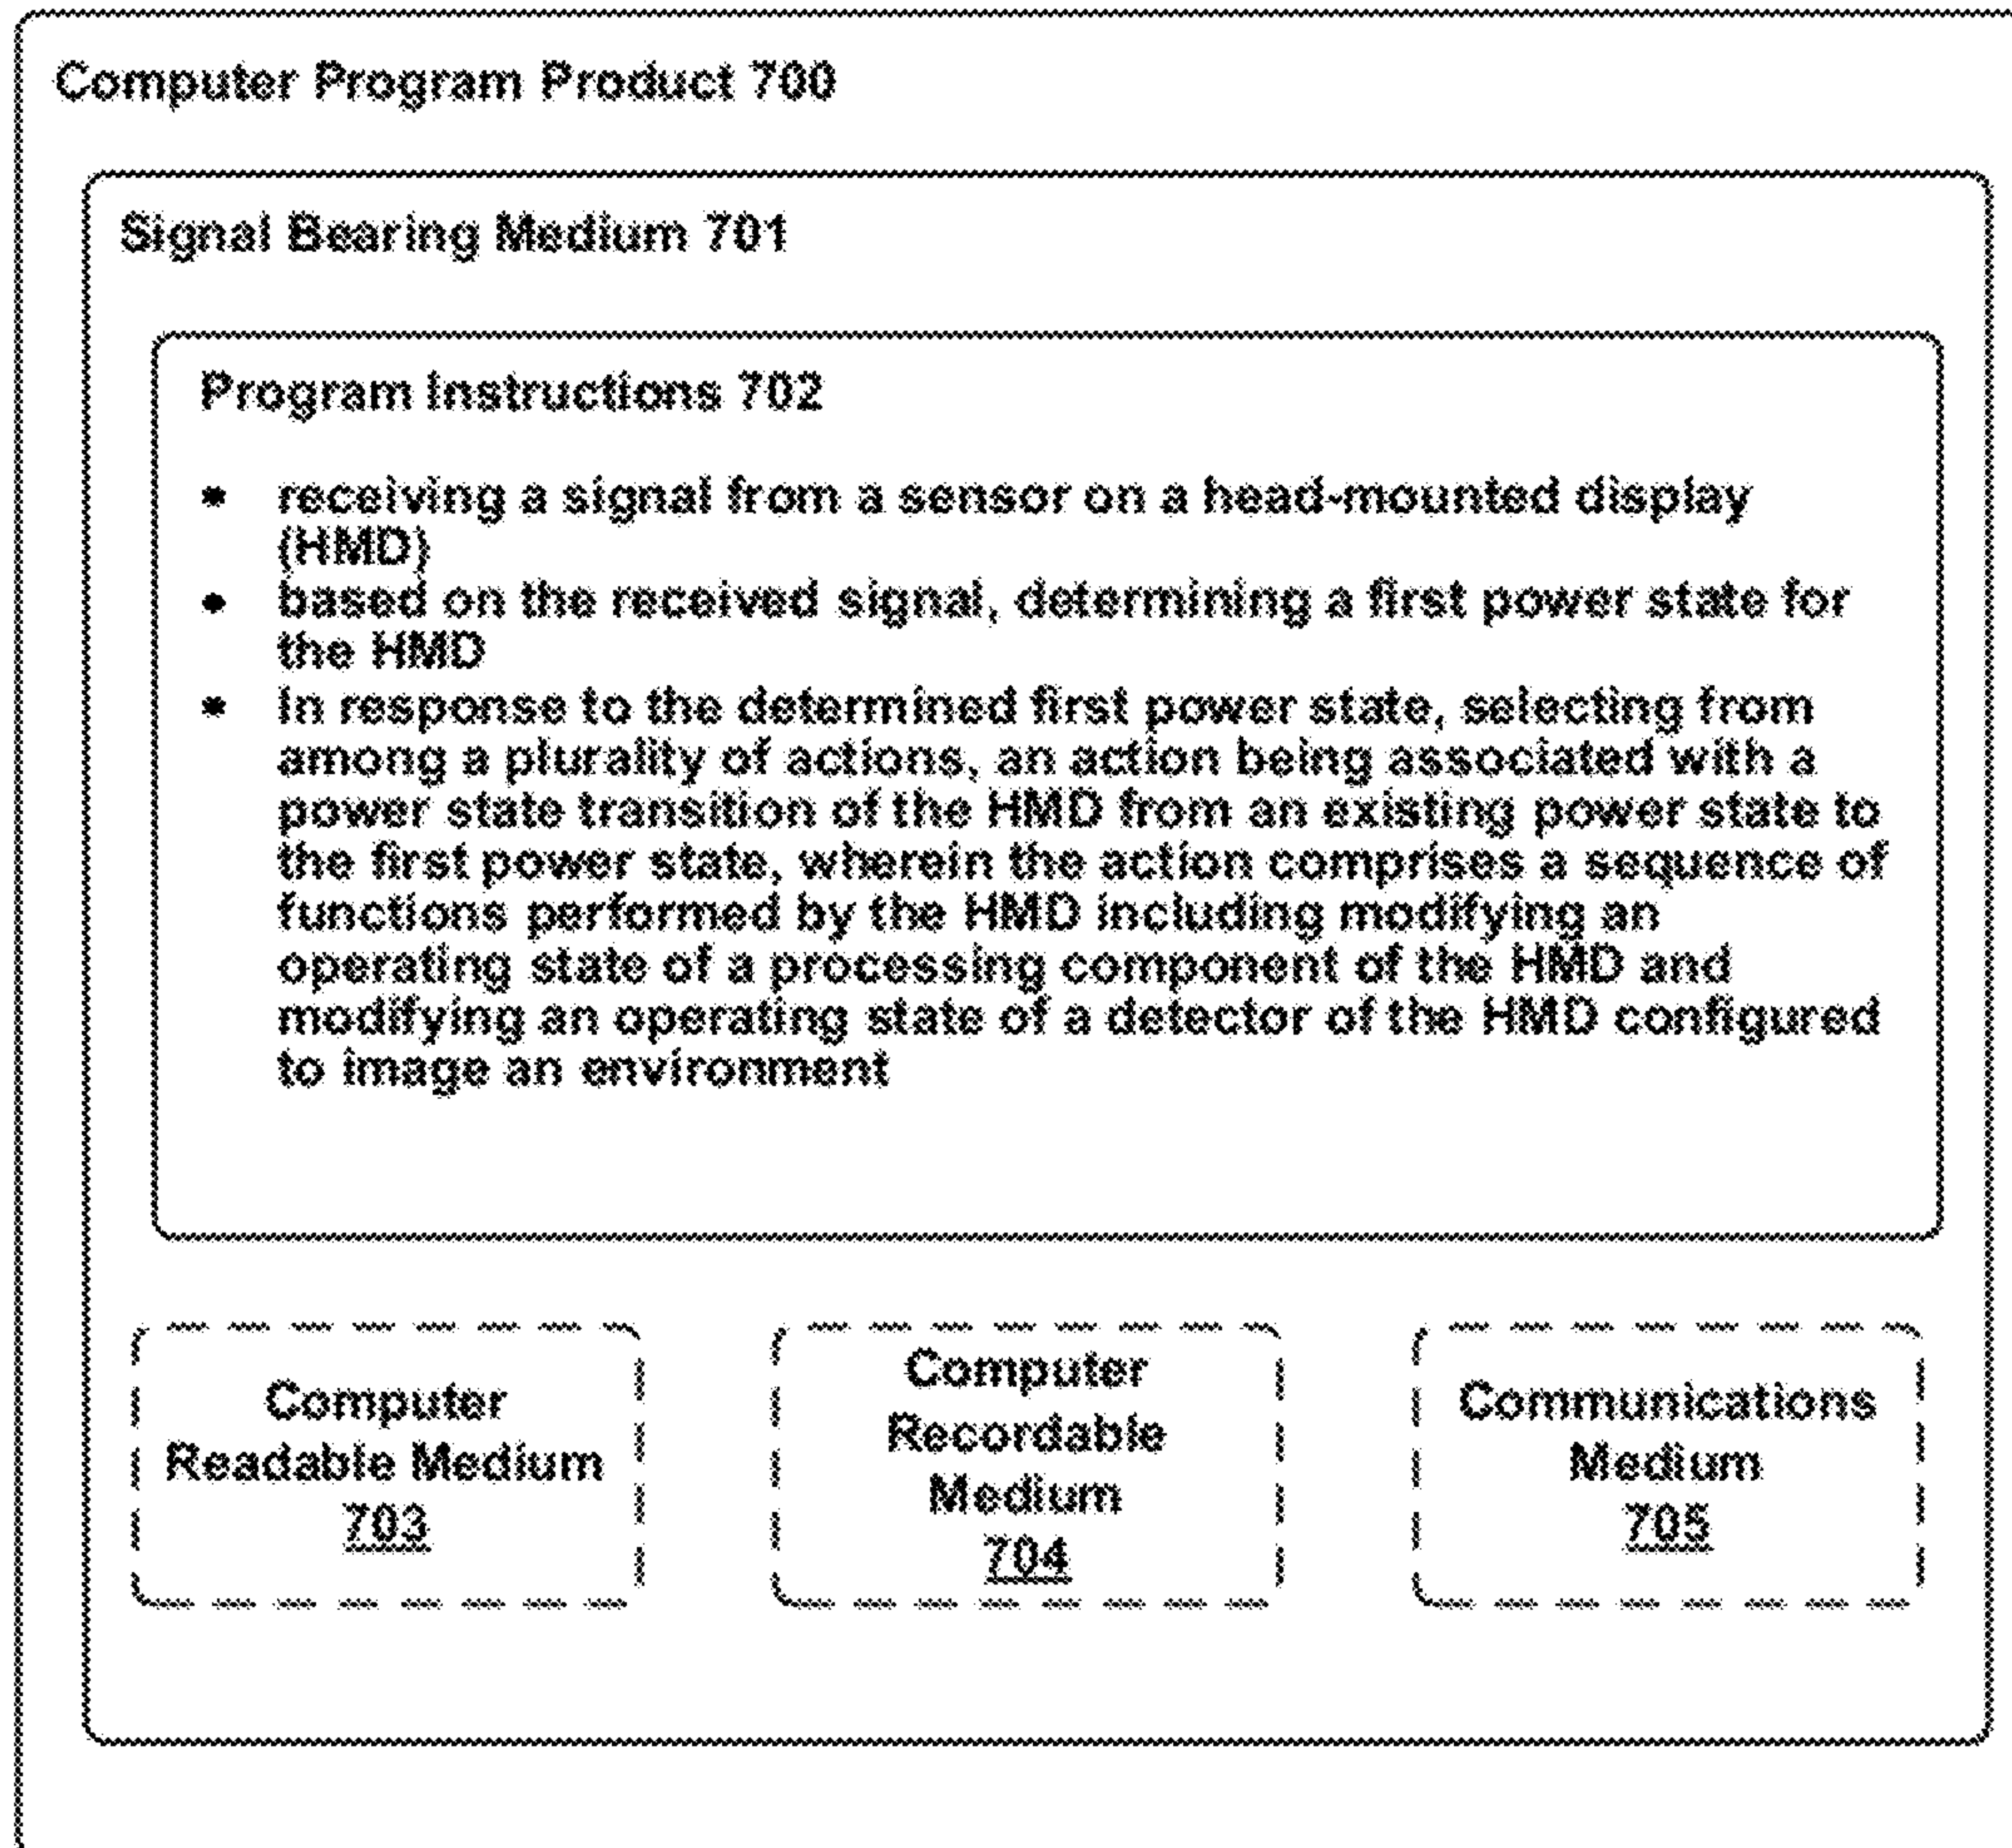 Computer Program Product 700
Signal Bearing Medium 701
Program Instructions 702
• receiving a signal from a sensor on a head-mounted display
(HMD)
• based on the received signal, determining a first power state for
the HMD
• In response to the determined first power state, selecting from
among a plurality of actions, an action being associated with a
power state transition of the HMD from an existing power state to
the first power state, wherein the action comprises a sequence of
functions performed by the HMD including modifying an
operating state of a processing component of the HMD and
modifying an operating state of a detector of the HMD configured
to image an environment
Computer
Readable Medium
703
Computer
Recordable
Medium
704
Communications
Medium
705